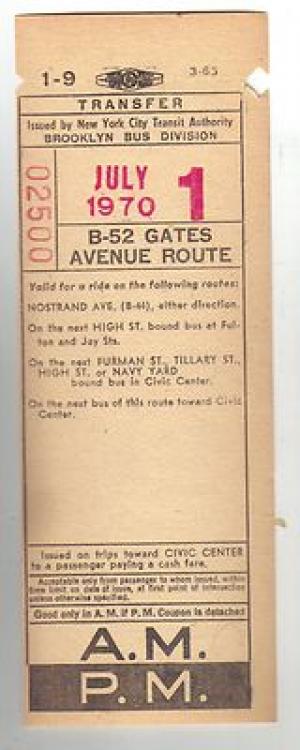 1-9
3-63
TRANSFER
Issued by New York City Transit Authority
BROOKLYN BUS DIVISION
02500
JULY 1
1970
B-52 GATES
AVENUE ROUTE
Valid for a ride on the following routes:
NOSTRAND AVE. (B-44), either direction.
On the next HIGH ST. bound bus at Ful-
ton and Jay Sts.
On the next FURMAN ST., TILLARY ST.,
HIGH ST. or NAVY YARD
bound bus in Civic Center.
On the next bus of this route toward Civic
Center.
Issued on trips toward CIVIC CENTER
to a passenger paying a cash fare.
Acceptable only from passenger to whom issued, within
time limit on date of issue, at first point of intersection
unless otherwise specified.
Good only in A. M. if P. M. Coupon is detached
A.M.
P.M.